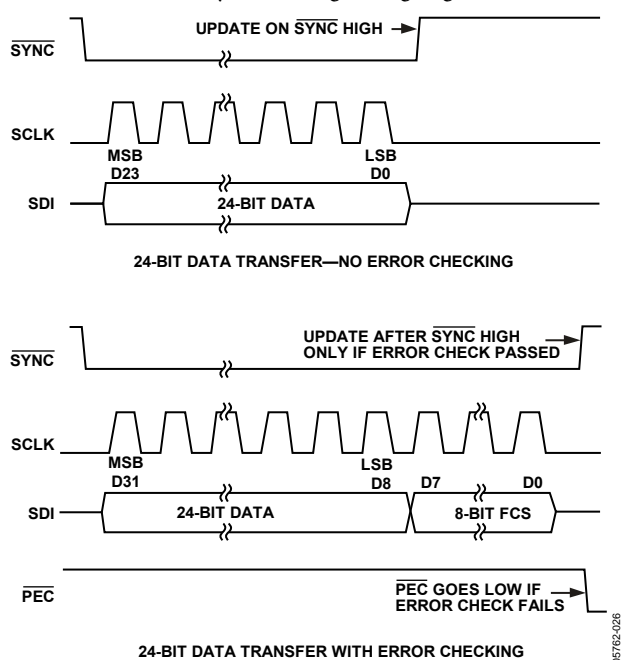 UPDATE ON SYNC HIGH
SYNC
SCLK
MSB
LSB
D23
D0
SDI
24-BIT DATA
24-BIT DATA TRANSFER—NO ERROR CHECKING
UPDATE AFTER SYNC HIGH
ONLY IF ERROR CHECK PASSED
SYNC
SCLK
MSB
LSB
D31
D8
D7
D0
SDI
24-BIT DATA
8-BIT FCS
PEC
PEC GOES LOW IF
ERROR CHECK FAILS
24-BIT DATA TRANSFER WITH ERROR CHECKING